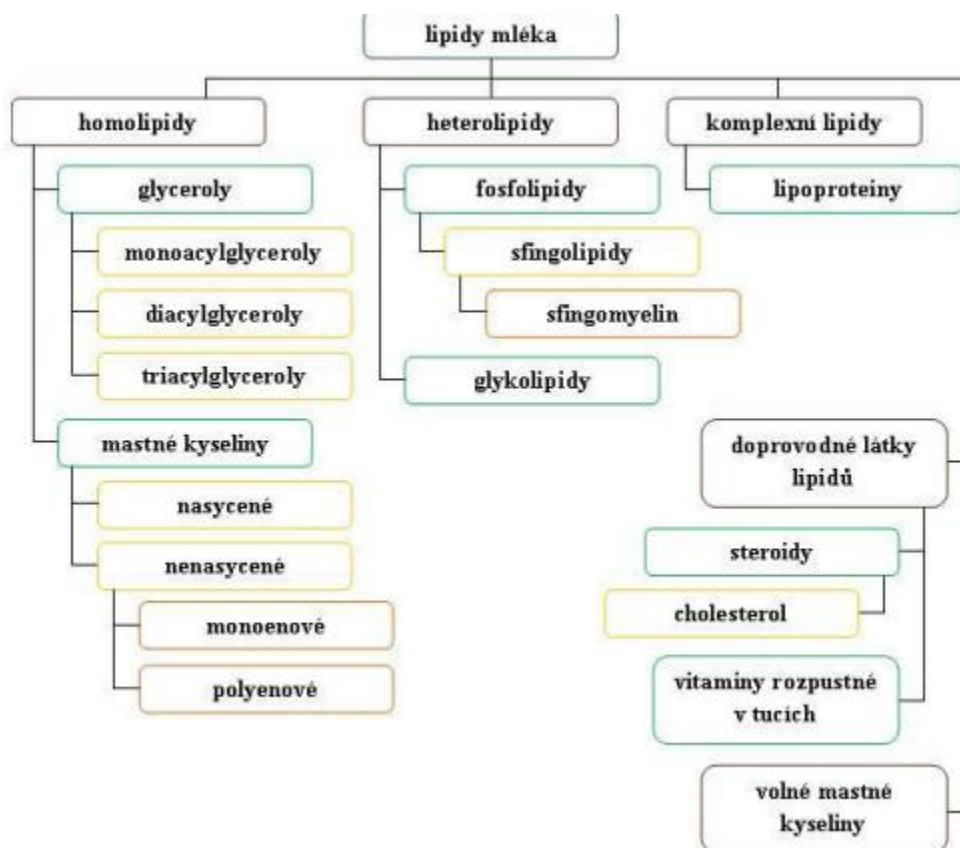 lipidy mléka
homolipidy
heterolipidy
komplexní lipidy
glyceroly
fosfolipidy
lipoproteiny
monoacylglyceroly
sfingolipidy
diacylglyceroly
sfingomyelin
triacylglyceroly
glykolipidy
mastné kyseliny
doprovodné látky
lipidů
nasycené
nenasycené
steroidy
monoenové
cholesterol
polyenové
vitaminy rozpustné
v tucích
volné mastné
kyseliny